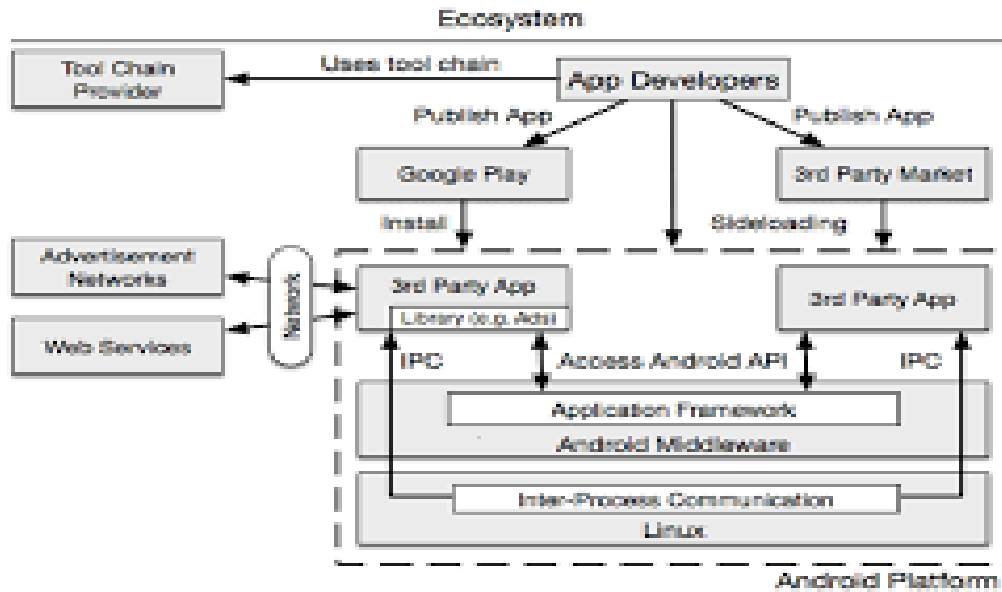 Ecosystem
Tool Chain
Provider
Uses tool chain
App Developers
Publish App
Publish App
Google Play
3rd Party Market
Install
Sideloading
Advertisement
Networks
Network
3rd Party App
Library (e.g. Ads)
3rd Party App
Web Services
IPC
Access Android API
IPC
Application Framework
Android Middleware
Inter-Process Communication
Linux
Android Platform